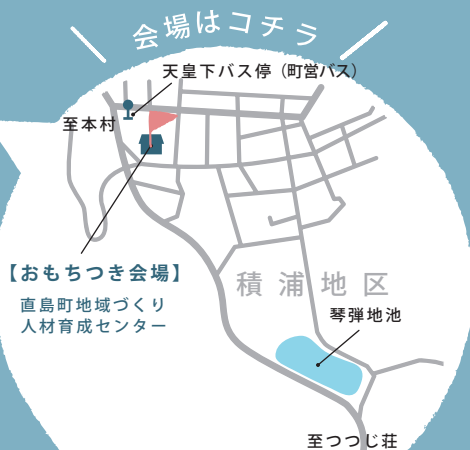 会場はコチラ
天皇下バス停（町営バス）
至本村
【おもちつき会場】
直島町地域づくり
人材育成センター
積浦地区
琴弾地池
至つつじ荘